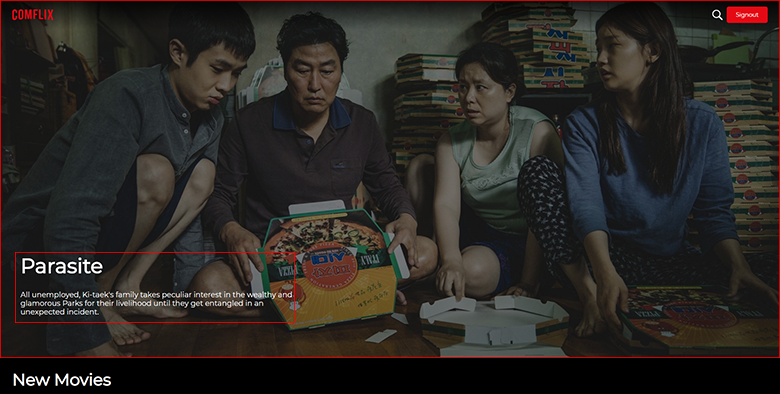 COMFLIX
Signout
Parasite
All unemployed, Ki-taek's family takes peculiar interest in the wealthy and
glamorous Parks for their livelihood until they get entangled in an
unexpected incident.
New Movies